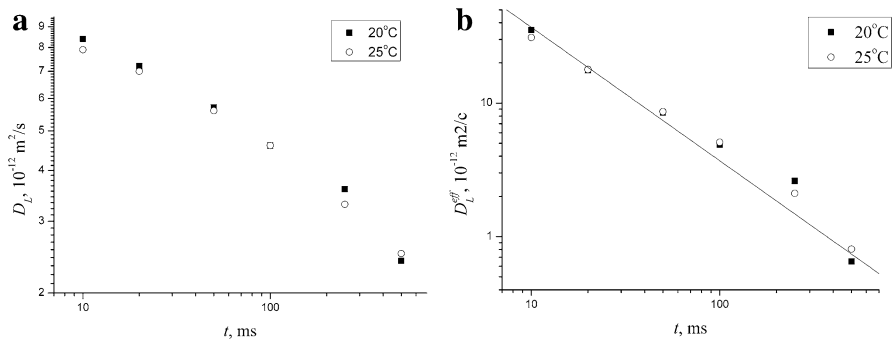 a
9
8
7
6
5
4
3
2
10
100
D_L, 10^-12 m^2/s
t, ms
20°C
25°C
b
10
1
10
100
D_L^eff, 10^-12 m2/c
t, ms
20°C
25°C